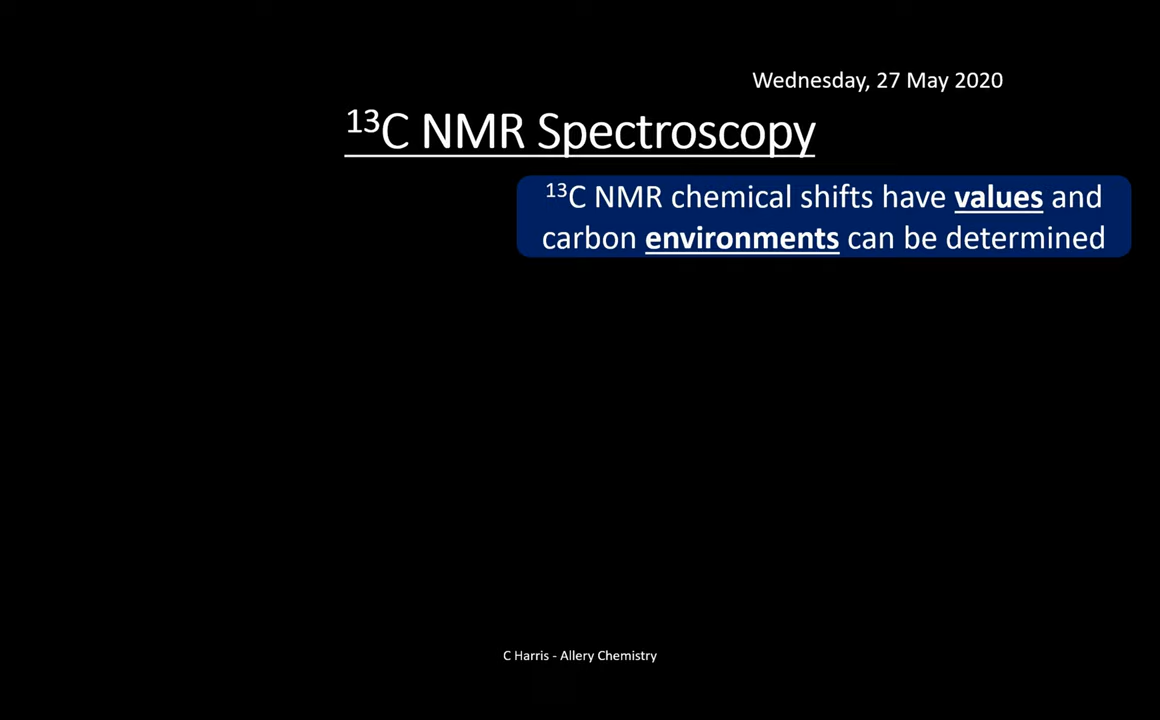 Wednesday, 27 May 2020
¹³C NMR Spectroscopy
¹³C NMR chemical shifts have values and
carbon environments can be determined
C Harris - Allery Chemistry